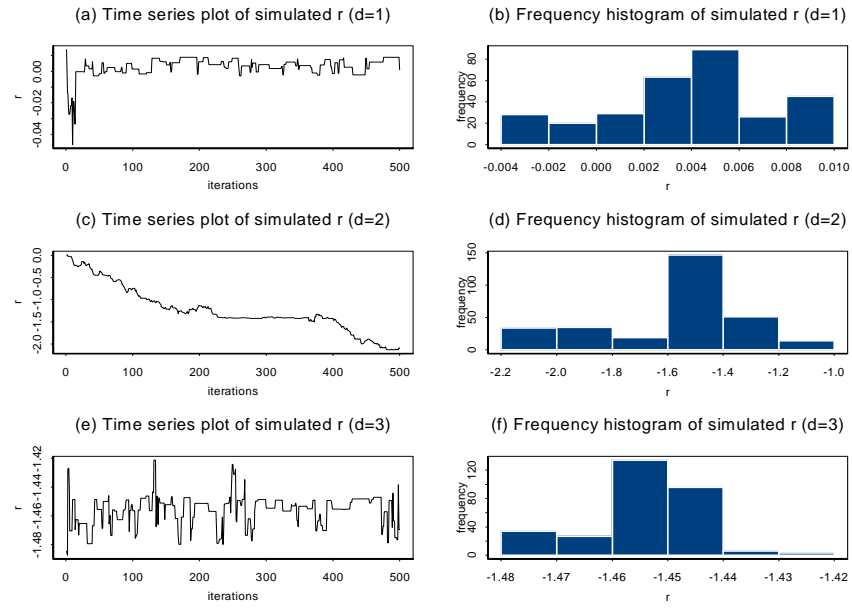 (a) Time series plot of simulated r (d=1)
(b) Frequency histogram of simulated r (d=1)
r
-0.04 -0.02 0.00
0 100 200 300 400 500
iterations
frequency
0 20 40 60 80
-0.004 -0.002 0.000 0.002 0.004 0.006 0.008 0.010
r
(c) Time series plot of simulated r (d=2)
(d) Frequency histogram of simulated r (d=2)
r
-2.0 -1.5 -1.0 -0.5 0.0
0 100 200 300 400 500
iterations
frequency
0 50 100 150
-2.2 -2.0 -1.8 -1.6 -1.4 -1.2 -1.0
r
(e) Time series plot of simulated r (d=3)
(f) Frequency histogram of simulated r (d=3)
r
-1.48 -1.46 -1.44 -1.42
0 100 200 300 400 500
iterations
frequency
0 40 80 120
-1.48 -1.47 -1.46 -1.45 -1.44 -1.43 -1.42
r